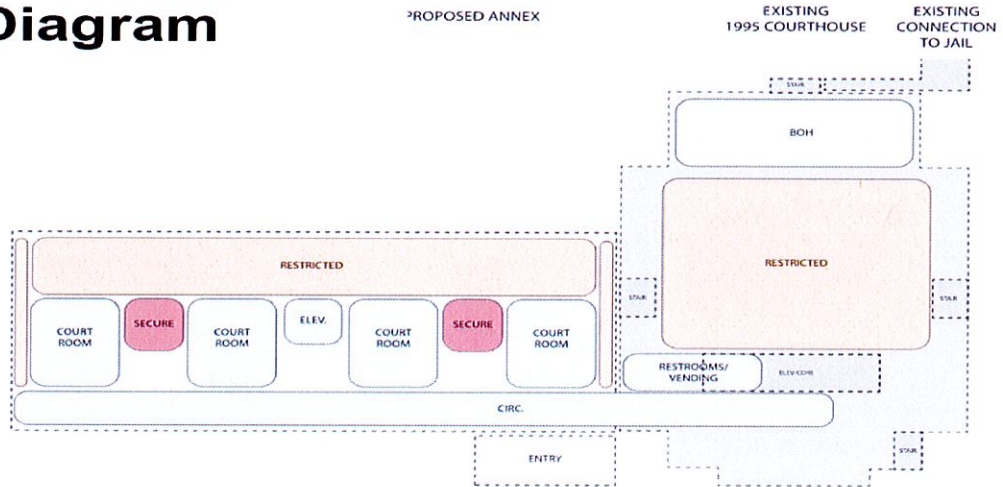 Diagram
PROPOSED ANNEX
EXISTING
1995 COURTHOUSE
EXISTING
CONNECTION
TO JAIL
STAIR
BOH
RESTRICTED
RESTRICTED
STAIR
STAIR
COURT
ROOM
SECURE
COURT
ROOM
ELEV.
COURT
ROOM
SECURE
COURT
ROOM
RESTROOMS/
VENDING
ELEV CORE
CIRC.
ENTRY
STAIR